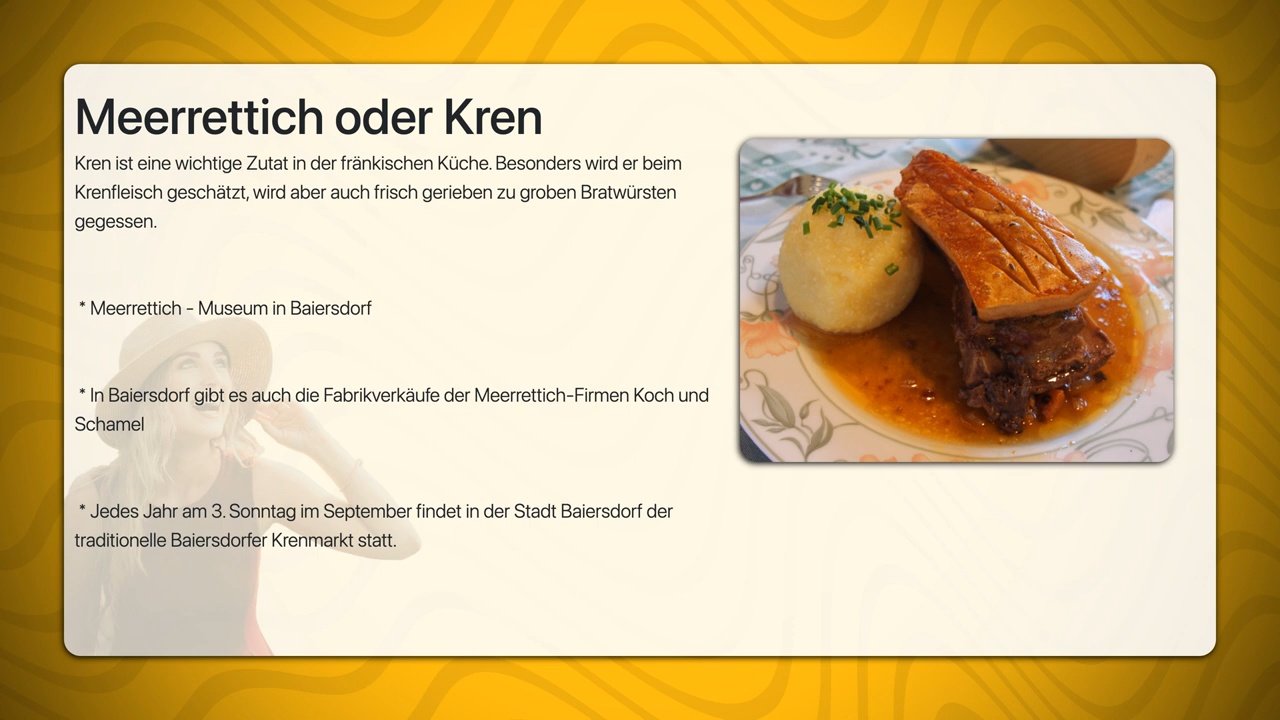 Meerrettich oder Kren
Kren ist eine wichtige Zutat in der fränkischen Küche. Besonders wird er beim
Krenfleisch geschätzt, wird aber auch frisch gerieben zu groben Bratwürsten
gegessen.
* Meerrettich - Museum in Baiersdorf
* In Baiersdorf gibt es auch die Fabrikverkäufe der Meerrettich-Firmen Koch und
Schamel
* Jedes Jahr am 3. Sonntag im September findet in der Stadt Baiersdorf der
traditionelle Baiersdorfer Krenmarkt statt.